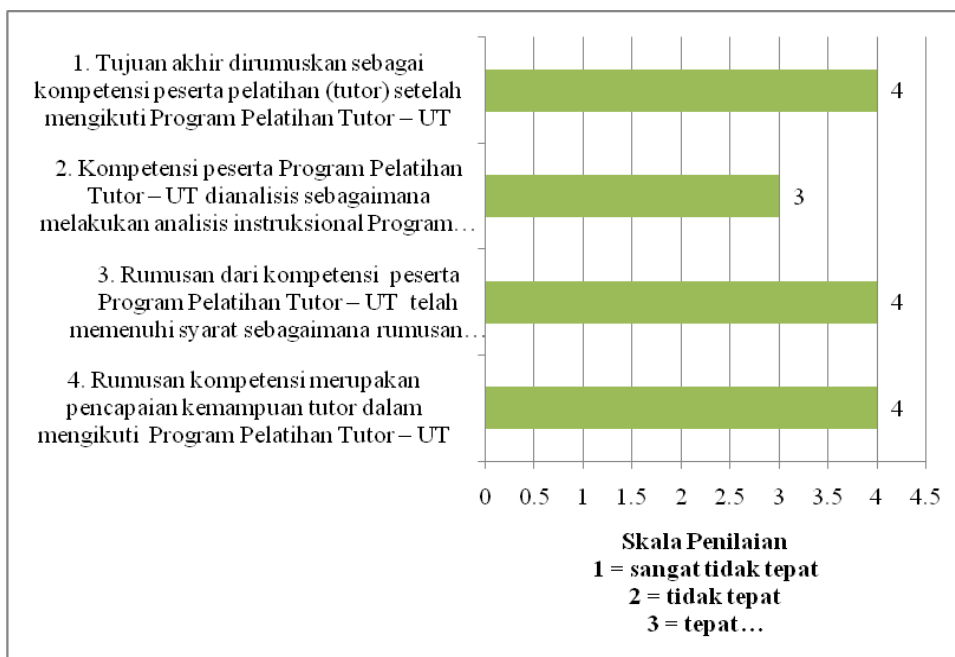 1. Tujuan akhir dirumuskan sebagai
kompetensi peserta pelatihan (tutor) setelah
mengikuti Program Pelatihan Tutor – UT
4
2. Kompetensi peserta Program Pelatihan
Tutor – UT dianalisis sebagaimana
melakukan analisis instruksional Program…
3
3. Rumusan dari kompetensi peserta
Program Pelatihan Tutor – UT telah
memenuhi syarat sebagaimana rumusan…
4
4. Rumusan kompetensi merupakan
pencapaian kemampuan tutor dalam
mengikuti Program Pelatihan Tutor – UT
4
0 0.5 1 1.5 2 2.5 3 3.5 4 4.5
Skala Penilaian
1 = sangat tidak tepat
2 = tidak tepat
3 = tepat…